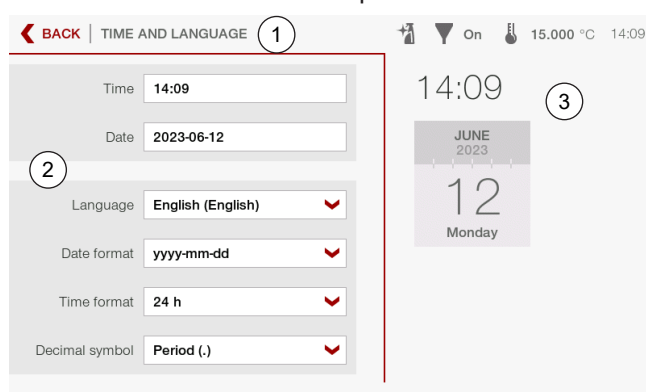 BACK | TIME AND LANGUAGE 1 On 15.000 °C 14:09
Time 14:09
Date 2023-06-12
2
Language English (English)
Date format yyyy-mm-dd
Time format 24 h
Decimal symbol Period (.)
14:09
3
JUNE
2023
12
Monday